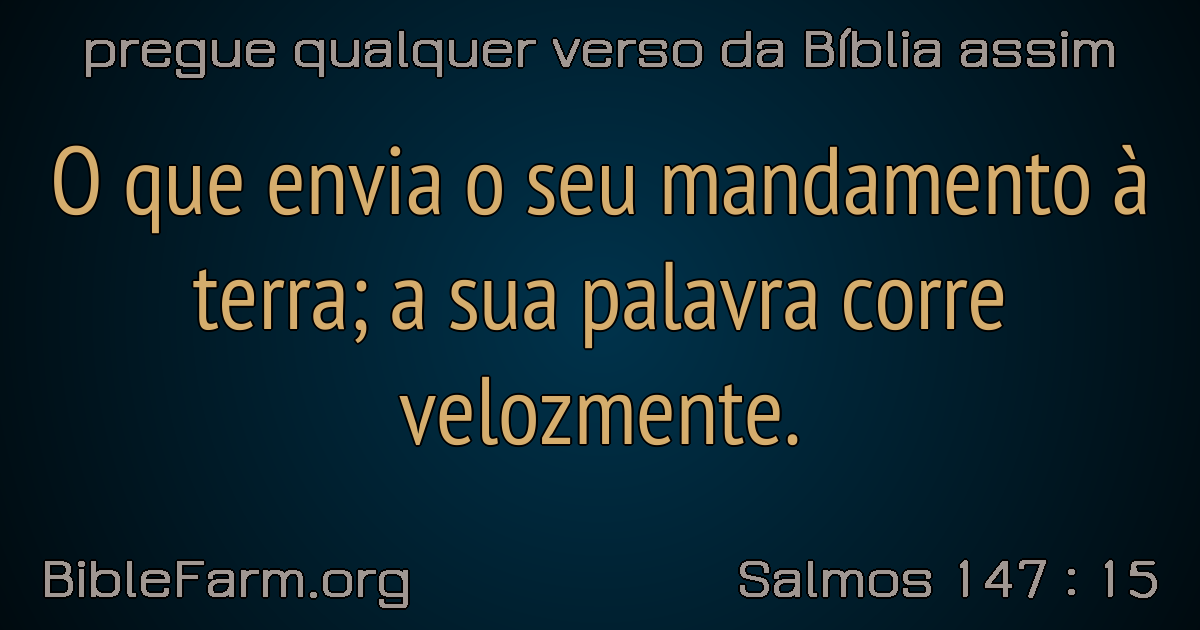 pregue qualquer verso da Bíblia assim
O que envia o seu mandamento à
terra; a sua palavra corre
velozmente.
BibleFarm.org
Salmos 147 : 15